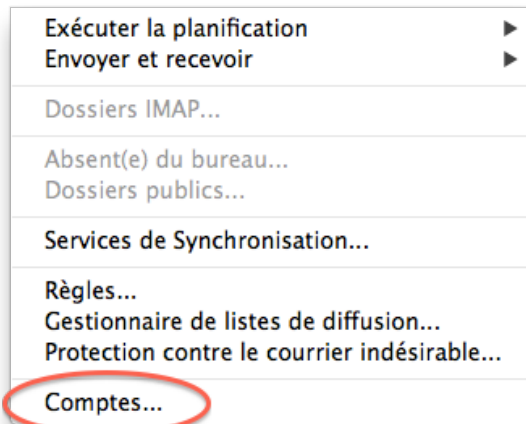 Exécuter la planification
Envoyer et recevoir
Dossiers IMAP...
Absent(e) du bureau...
Dossiers publics...
Services de Synchronisation...
Règles...
Gestionnaire de listes de diffusion...
Protection contre le courrier indésirable...
Comptes...